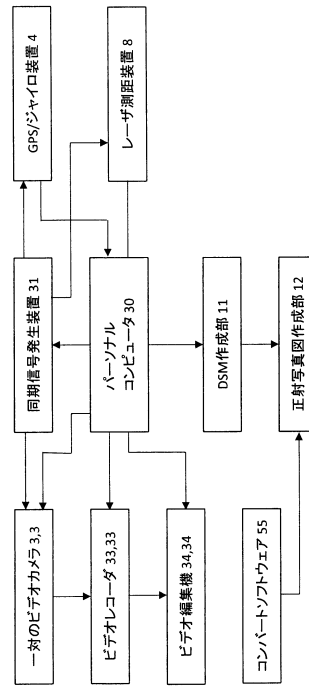 一対のビデオカメラ 3,3
同期信号発生装置 31
GPS/ジャイロ装置 4
ビデオレコーダ 33,33
パーソナル
コンピュータ 30
レーザ測距装置 8
ビデオ編集機 34,34
DSM作成部 11
コンバートソフトウェア 55
正射写真図作成部 12